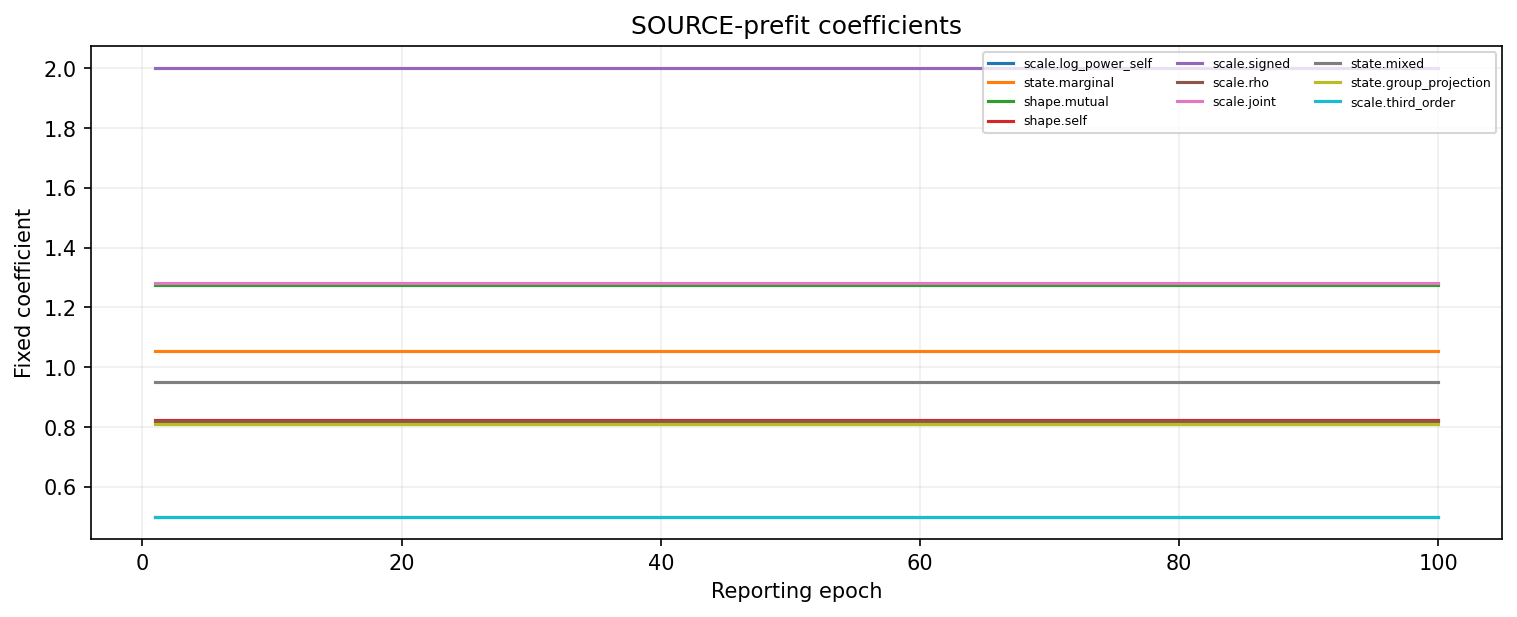 SOURCE-prefit coefficients
2.0
1.8
1.6
1.4
1.2
1.0
0.8
0.6
Fixed coefficient
scale.log_power_self
state.marginal
shape.mutual
shape.self
scale.signed
scale.rho
scale.joint
state.mixed
state.group_projection
scale.third_order
0 20 40 60 80 100
Reporting epoch